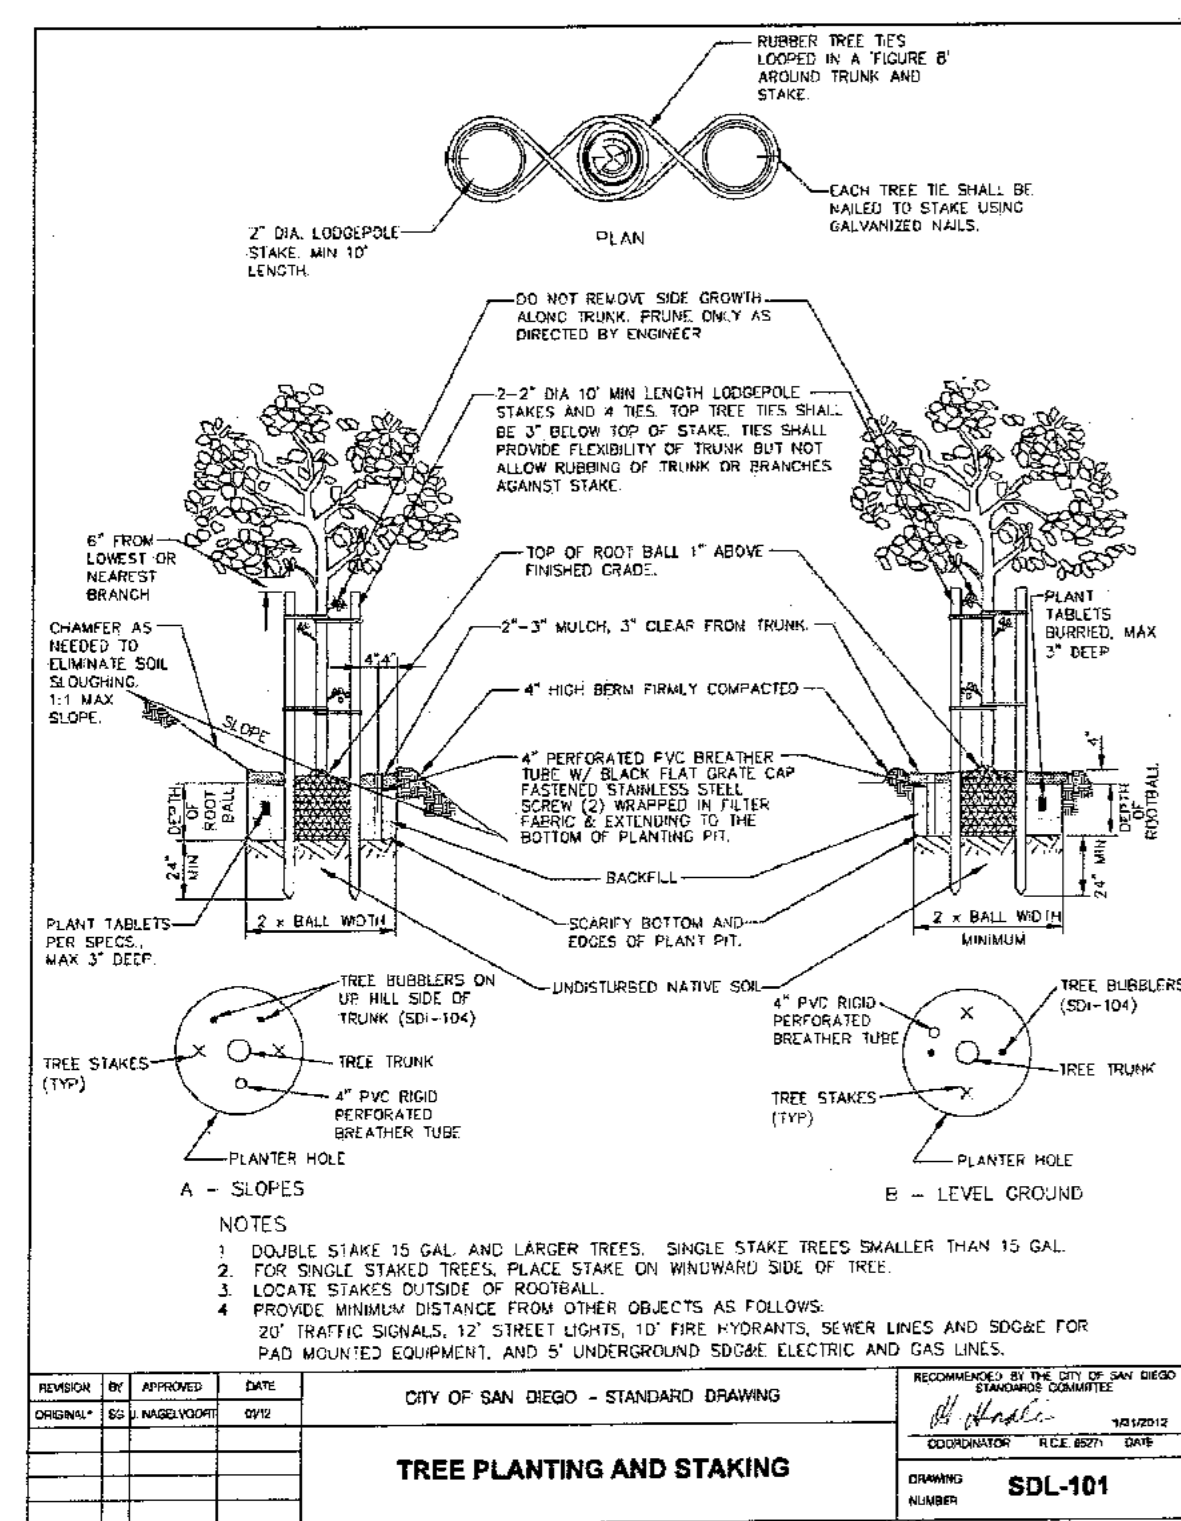 RUBBER TREE TIES
LOOPED IN A 'FIGURE 8'
AROUND TRUNK AND
STAKE.
EACH TREE TIE SHALL BE
NAILED TO STAKE USING
GALVANIZED NAILS.
2" DIA. LODGEPOLE
STAKE. MIN 10'
LENGTH.
PLAN
DO NOT REMOVE SIDE GROWTH
ALONG TRUNK. PRUNE ONLY AS
DIRECTED BY ENGINEER
2-2" DIA 10' MIN LENGTH LODGEPOLE
STAKES AND 4 TIES. TOP TREE TIES SHALL
BE 3" BELOW TOP OF STAKE. TIES SHALL
PROVIDE FLEXIBILITY OF TRUNK BUT NOT
ALLOW RUBBING OF TRUNK OR BRANCHES
AGAINST STAKE.
6" FROM
LOWEST OR
NEAREST
BRANCH
TOP OF ROOT BALL 1" ABOVE
FINISHED GRADE.
PLANT
TABLETS
BURRIED, MAX
3" DEEP
CHAMFER AS
NEEDED TO
ELIMINATE SOIL
SLOUGHING.
1:1 MAX
SLOPE.
2"-3" MULCH, 3" CLEAR FROM TRUNK.
4" 4"
4" HIGH BERM FIRMLY COMPACTED
SLOPE
4" PERFORATED PVC BREATHER
TUBE W/ BLACK FLAT GRATE CAP
FASTENED STAINLESS STEEL
SCREW (2) WRAPPED IN FILTER
FABRIC & EXTENDING TO THE
BOTTOM OF PLANTING PIT.
4"
DEPTH
OF
ROOT
BALL
DEPTH
OF
ROOTBALL
24"
MIN
24" MIN
BACKFILL
PLANT TABLETS
PER SPECS.,
MAX 3" DEEP.
2 x BALL WIDTH
SCARIFY BOTTOM AND
EDGES OF PLANT PIT.
2 x BALL WIDTH
MINIMUM
UNDISTURBED NATIVE SOIL
TREE BUBBLERS ON
UP HILL SIDE OF
TRUNK (SDI-104)
TREE STAKES
(TYP)
TREE TRUNK
4" PVC RIGID
PERFORATED
BREATHER TUBE
PLANTER HOLE
A - SLOPES
4" PVC RIGID
PERFORATED
BREATHER TUBE
TREE BUBBLERS
(SDI-104)
TREE TRUNK
TREE STAKES
(TYP)
PLANTER HOLE
B - LEVEL GROUND
NOTES
1 DOUBLE STAKE 15 GAL. AND LARGER TREES. SINGLE STAKE TREES SMALLER THAN 15 GAL.
2. FOR SINGLE STAKED TREES, PLACE STAKE ON WINDWARD SIDE OF TREE.
3. LOCATE STAKES OUTSIDE OF ROOTBALL.
4 PROVIDE MINIMUM DISTANCE FROM OTHER OBJECTS AS FOLLOWS:
20' TRAFFIC SIGNALS, 12' STREET LIGHTS, 10' FIRE HYDRANTS, SEWER LINES AND SDG&E FOR
PAD MOUNTED EQUIPMENT, AND 5' UNDERGROUND SDG&E ELECTRIC AND GAS LINES.
REVISION BY APPROVED DATE
ORIGINAL SG J. NAGELVOORT 01/12
CITY OF SAN DIEGO - STANDARD DRAWING
TREE PLANTING AND STAKING
RECOMMENDED BY THE CITY OF SAN DIEGO
STANDARDS COMMITTEE
1/31/2012
COORDINATOR R.C.E. 65271 DATE
DRAWING
NUMBER
SDL-101